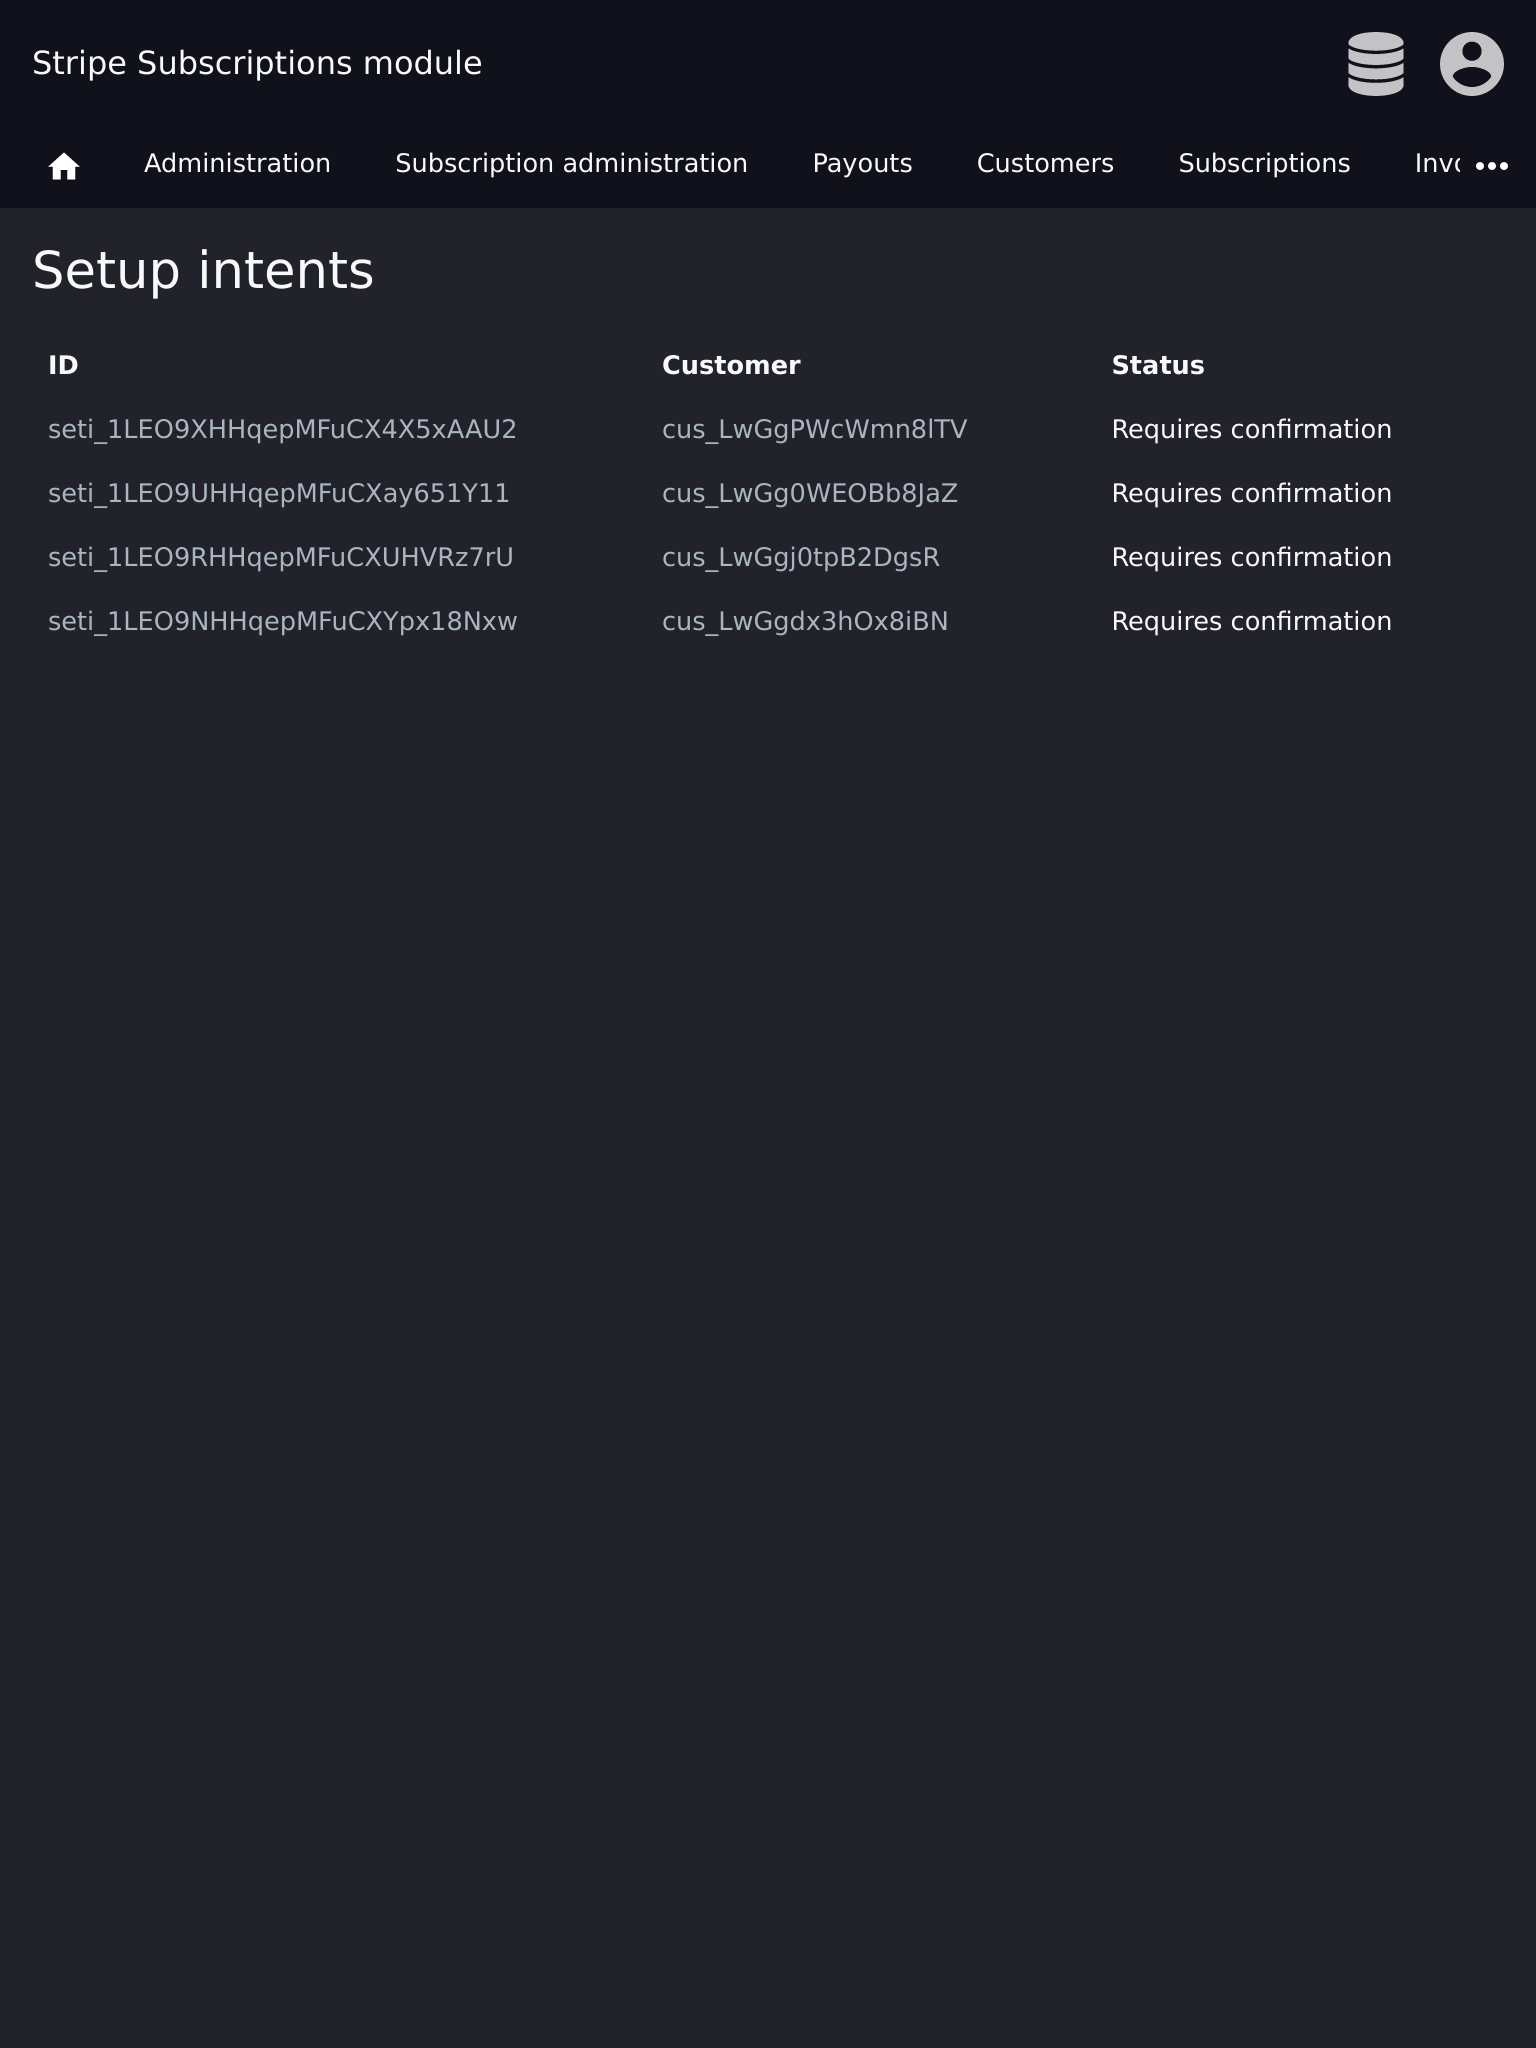 Stripe Subscriptions module
Administration Subscription administration Payouts Customers Subscriptions
Setup intents
ID Customer Status
seti_1LEO9XHHqepMFuCX4X5xAAU2 cus_LwGgPWcWmn8lTV Requires confirmation
seti_1LEO9UHHqepMFuCXay651Y11 cus_LwGg0WEOBb8JaZ Requires confirmation
seti_1LEO9RHHqepMFuCXUHVRz7rU cus_LwGgj0tpB2DgsR Requires confirmation
seti_1LEO9NHHqepMFuCXYpx18Nxw cus_LwGgdx3hOx8iBN Requires confirmation